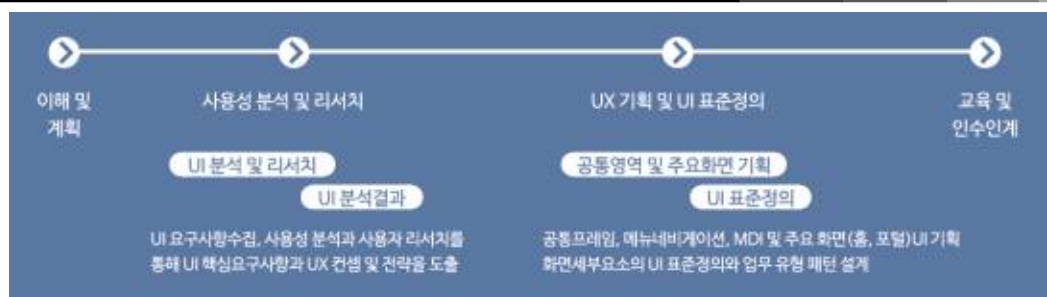 이해 및
계획
사용성 분석 및 리서치
UX 기획 및 UI 표준정의
교육 및
인수인계
UI 분석 및 리서치
UI 분석결과
UI 요구사항수집, 사용성 분석과 사용자 리서치를
통해 UI 핵심요구사항과 UX 컨셉 및 전략을 도출
공통영역 및 주요화면 기획
UI 표준정의
공통프레임, 메뉴네비게이션, MDI 및 주요 화면(홈, 포털)UI 기획
화면세부요소의 UI 표준정의와 업무 유형 패턴 설계